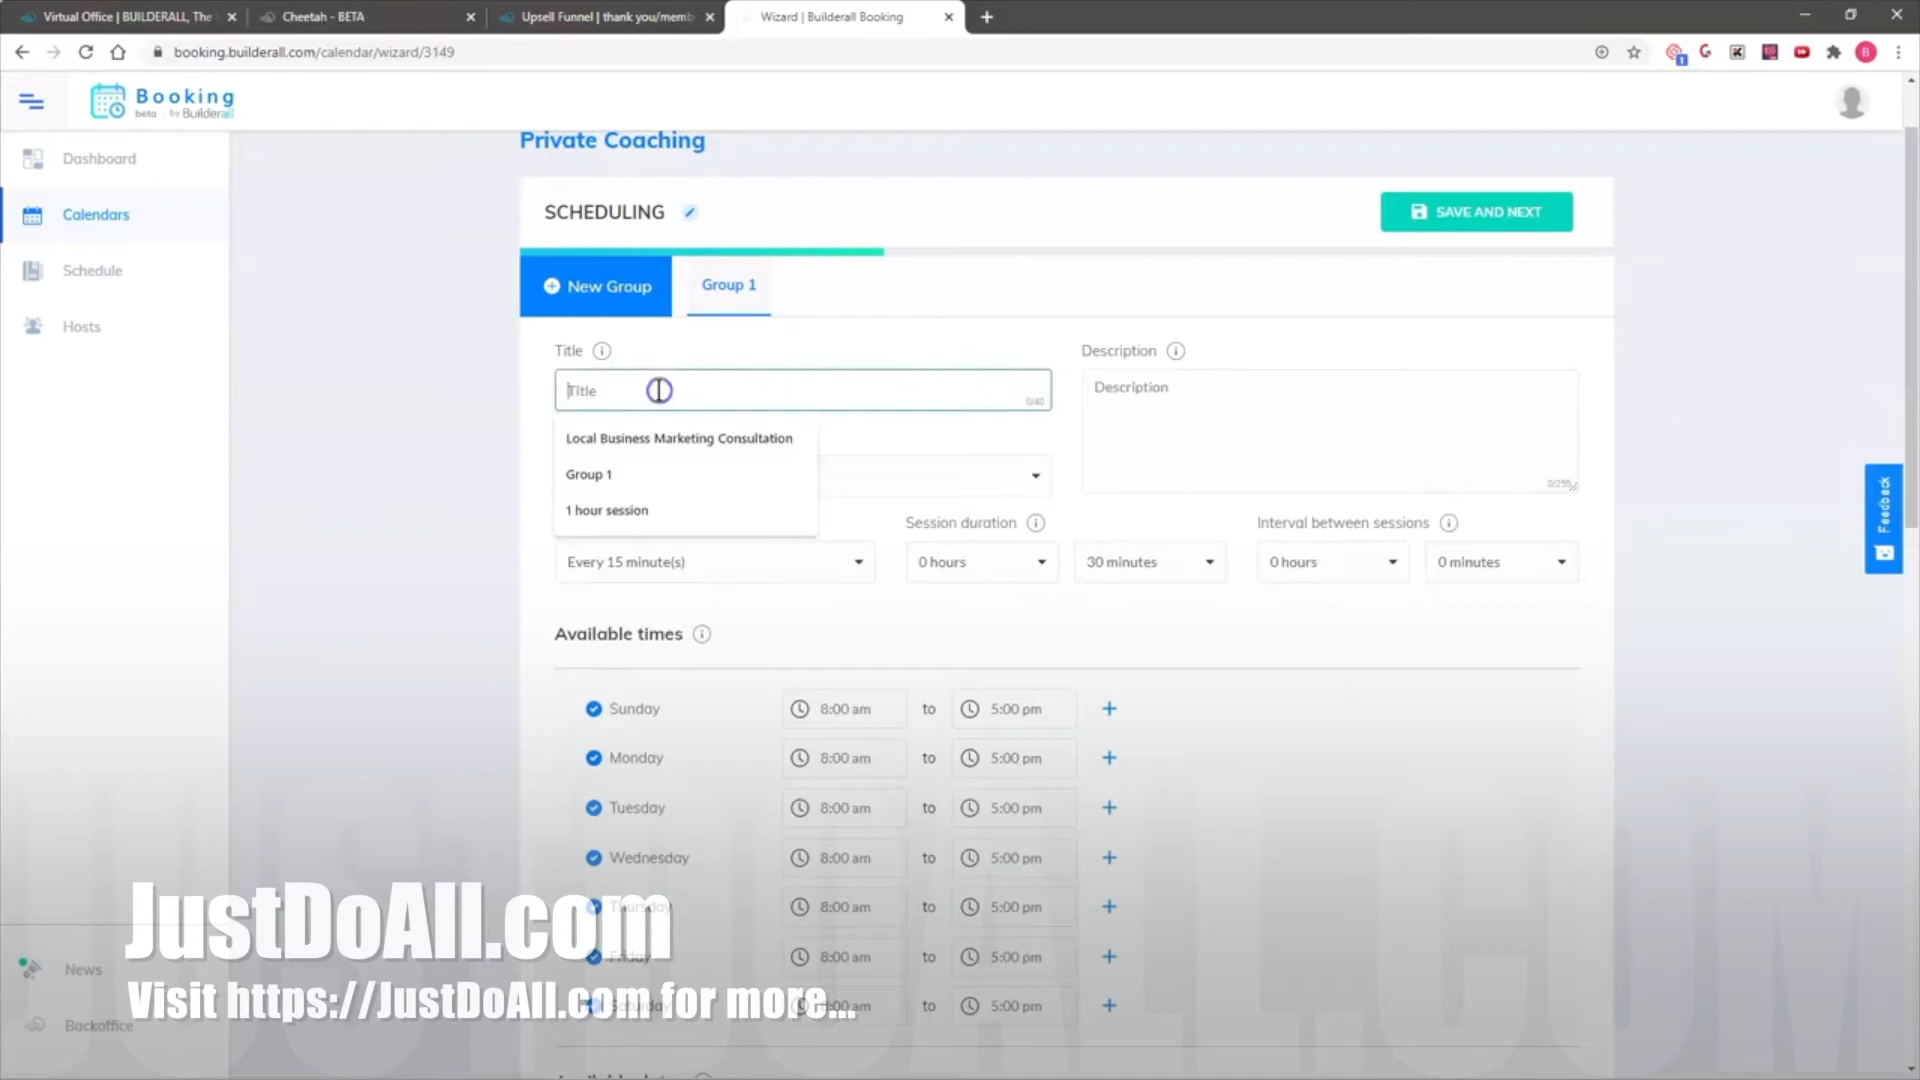 Virtual Office | BUILDERALL, The
Cheetah - BETA
Upsell Funnel | thank you/memb
Wizard | Builderall Booking
booking.builderall.com/calendar/wizard/3149
1
B
Booking
beta by Builderall
Dashboard
Calendars
Schedule
Hosts
News
Backoffice
Private Coaching
SCHEDULING
SAVE AND NEXT
New Group
Group 1
Title
Description
Title
0/40
Description
0/255
Local Business Marketing Consultation
Group 1
1 hour session
Session duration
Interval between sessions
Every 15 minute(s)
0 hours
30 minutes
0 hours
0 minutes
Available times
Sunday 8:00 am to 5:00 pm
Monday 8:00 am to 5:00 pm
Tuesday 8:00 am to 5:00 pm
Wednesday 8:00 am to 5:00 pm
Thursday 8:00 am to 5:00 pm
Friday 8:00 am to 5:00 pm
Saturday 8:00 am to 5:00 pm
Feedback
JustDoAll.com
Visit https://JustDoAll.com for more...
JUSTDOALL.COM